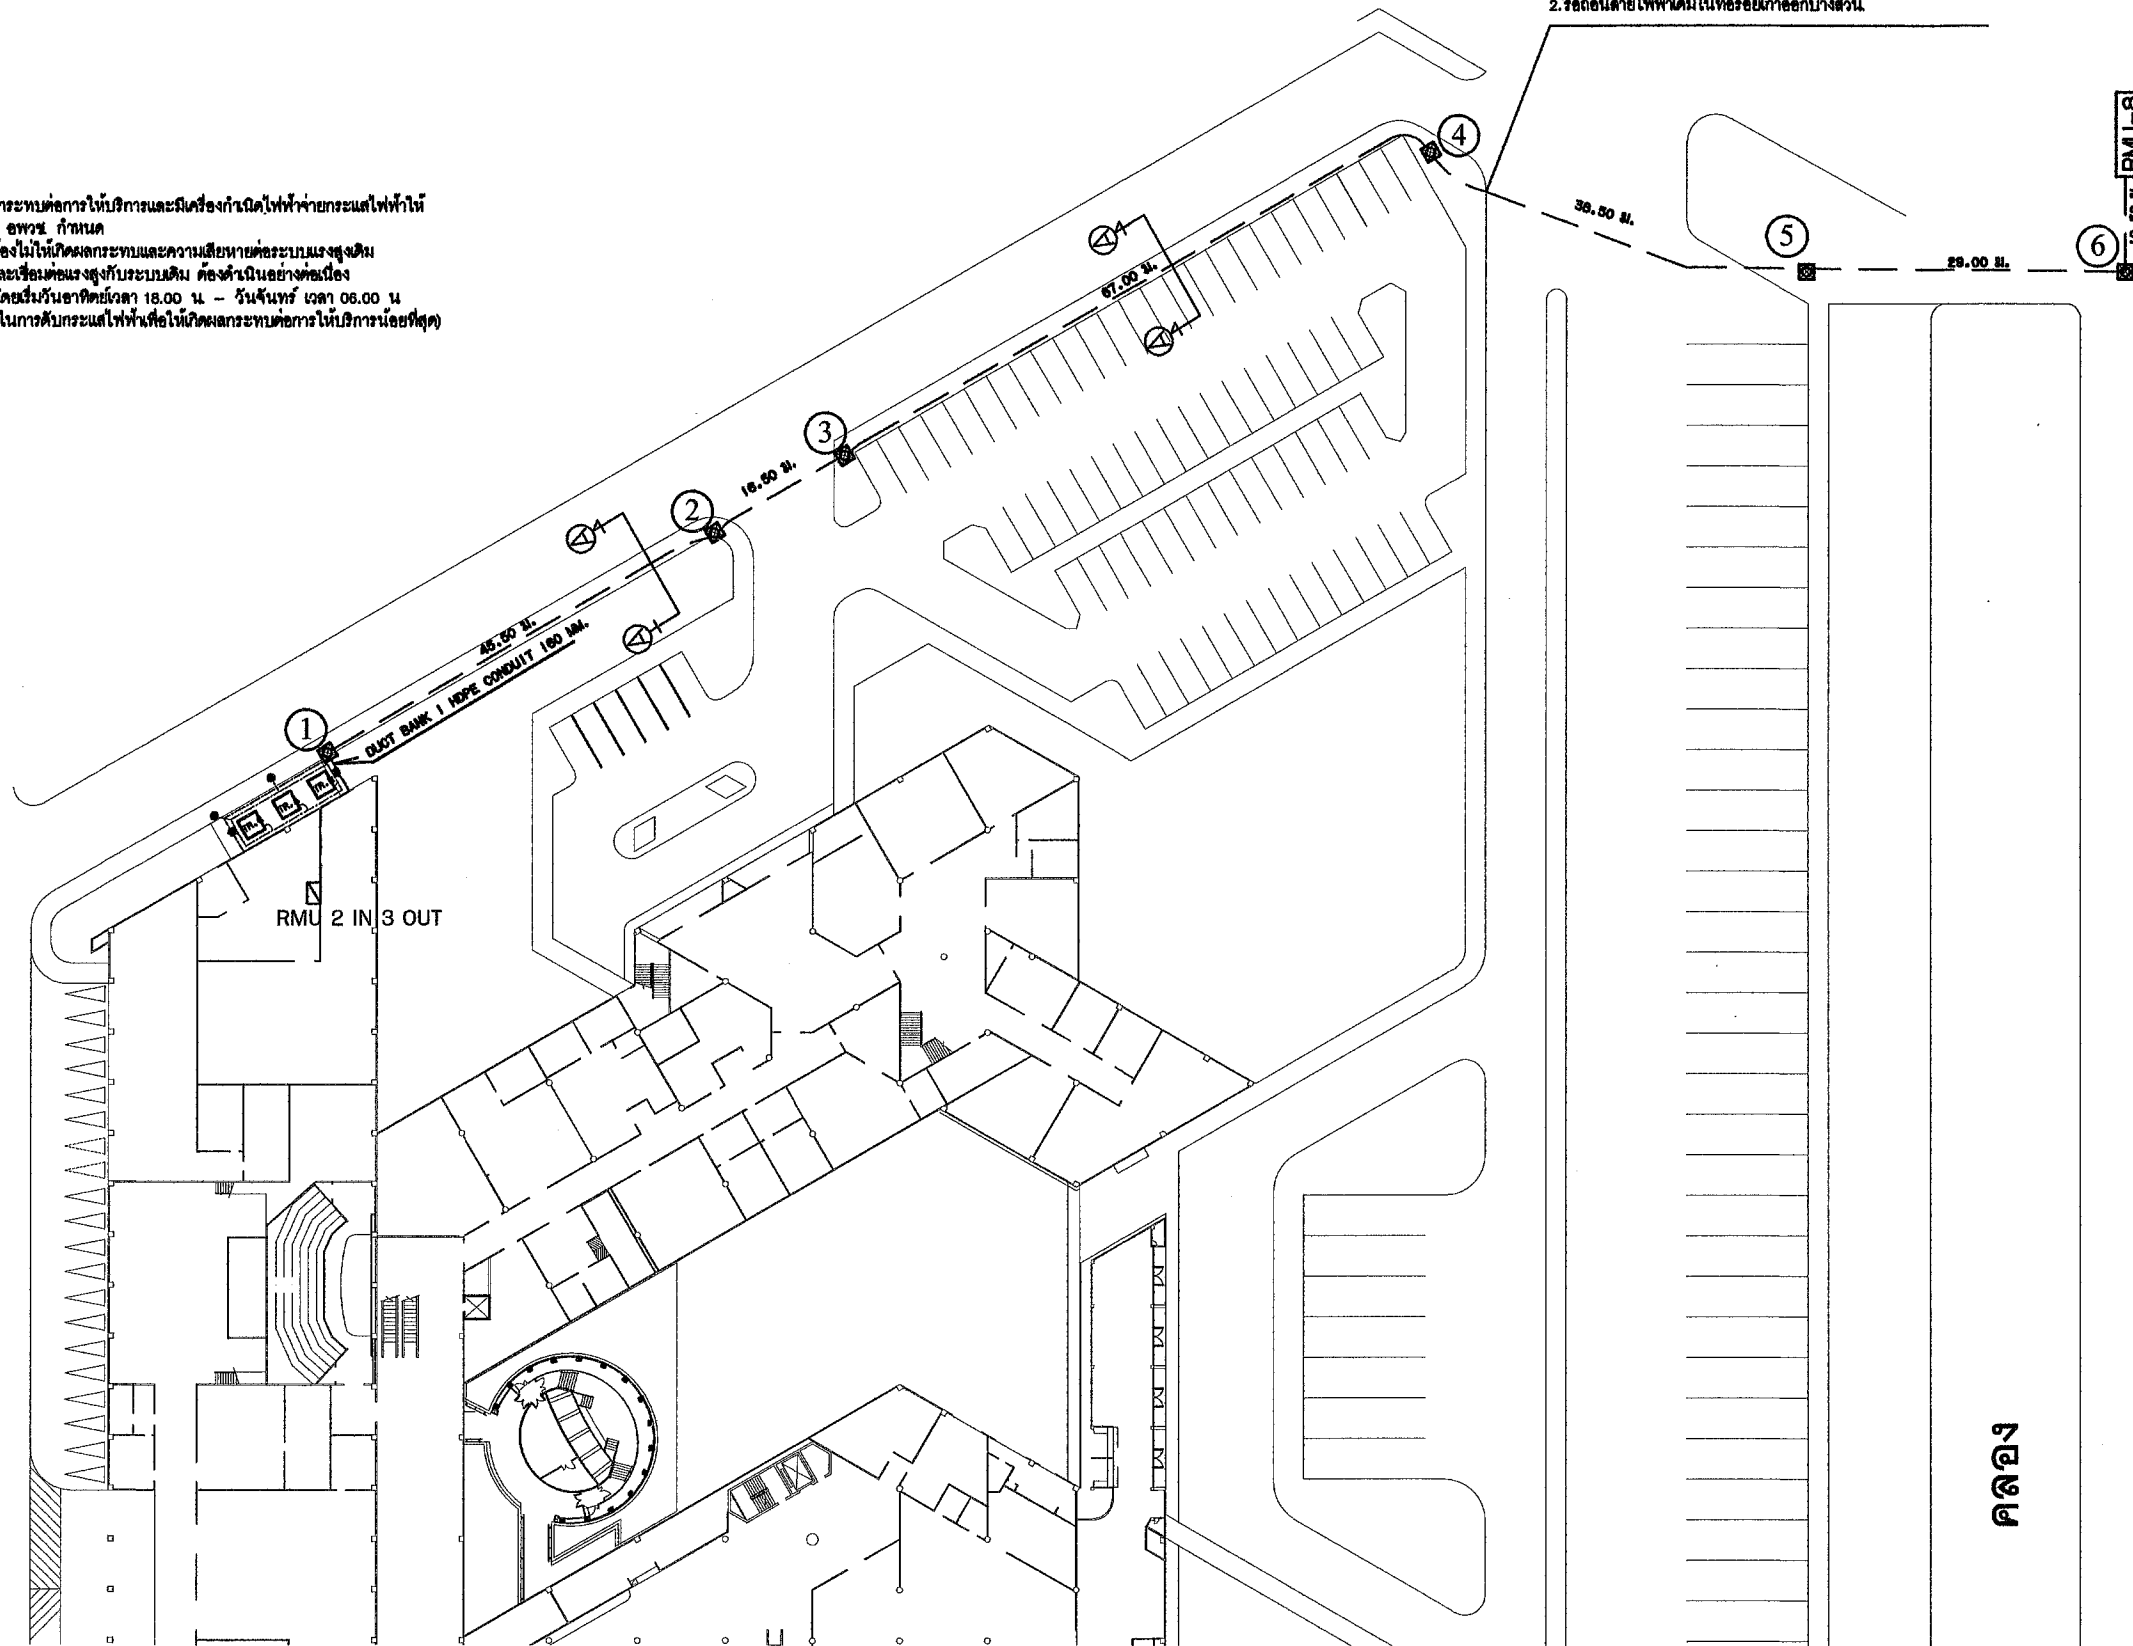 2.รื้อถอนสายไฟฟ้าเดิมในท่อร้อยเก่าออกบางส่วน.
กระทบต่อการให้บริการและมีเครื่องกำเนิดไฟฟ้าจ่ายกระแสไฟฟ้าให้
อพวช. กำหนด
องไม่ให้เกิดผลกระทบและความเสียหายต่อระบบแรงสูงเดิม
ละเชื่อมต่อแรงสูงกับระบบเดิม ต้องดำเนินอย่างต่อเนื่อง
โดยเริ่มวันอาทิตย์เวลา 18.00 น. – วันจันทร์ เวลา 06.00 น
ในการดับกระแสไฟฟ้าเพื่อให้เกิดผลกระทบต่อการให้บริการน้อยที่สุด)
4
38.50 ม.
5
6
29.00 ม.
A 4
67.00 ม.
A 4
3
16.50 ม.
2
A 4
45.50 ม.
A 1
DUCT BANK 1 HDPE CONDUIT 160 MM.
1
TR.
TR.
TR.
RMU 2 IN 3 OUT
คลอง